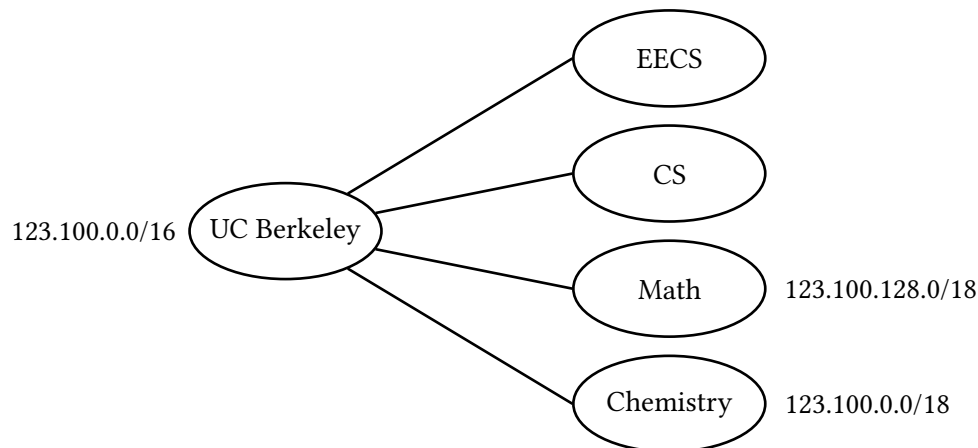 EECS
CS
123.100.0.0/16
UC Berkeley
Math
123.100.128.0/18
Chemistry
123.100.0.0/18